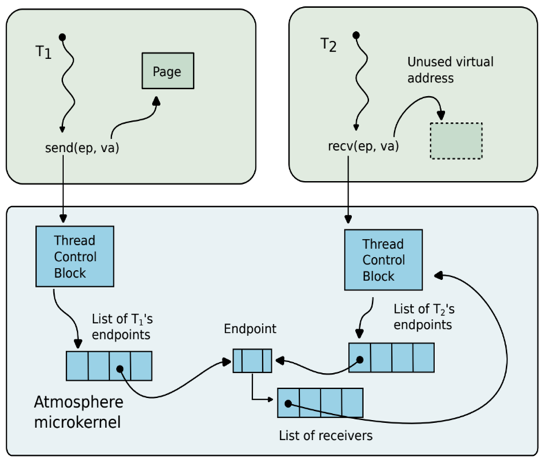 T1
Page
send(ep, va)
T2
Unused virtual
address
recv(ep, va)
Thread
Control
Block
Thread
Control
Block
List of T1's
endpoints
Endpoint
List of T2's
endpoints
Atmosphere
microkernel
List of receivers